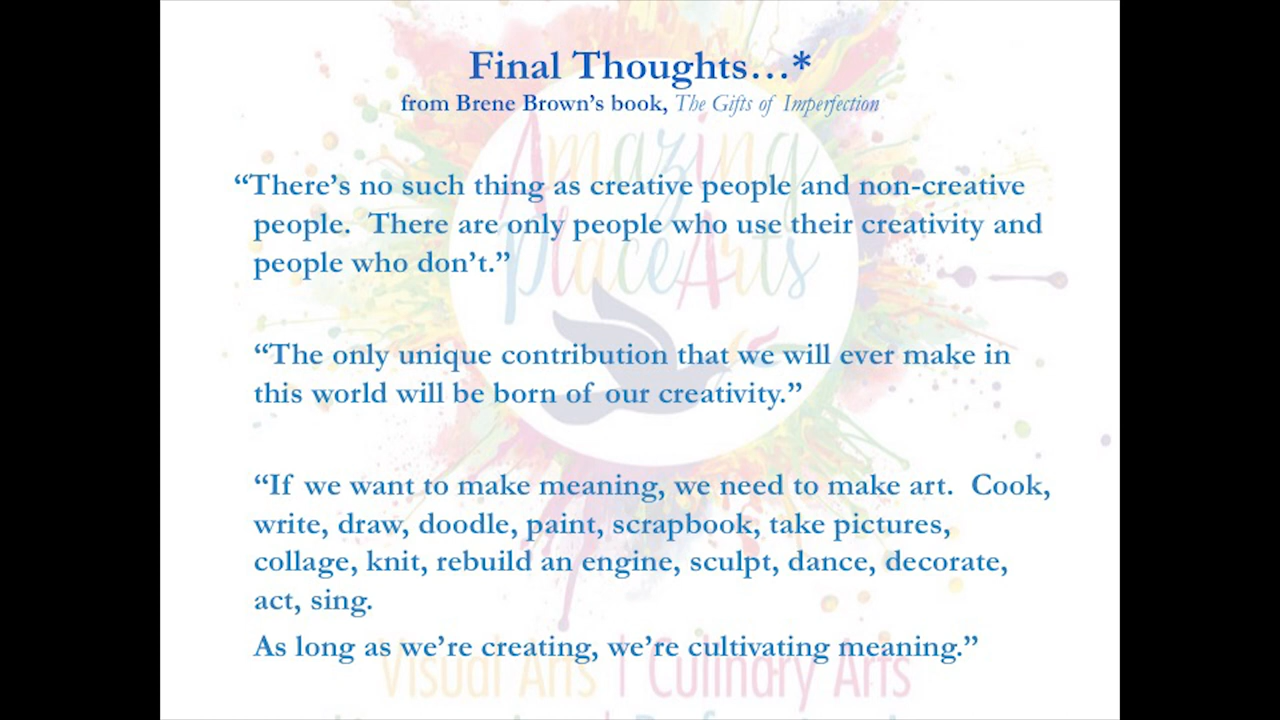 Final Thoughts…*
from Brene Brown’s book, The Gifts of Imperfection
“There’s no such thing as creative people and non-creative
people.  There are only people who use their creativity and
people who don’t.”
“The only unique contribution that we will ever make in
this world will be born of our creativity.”
“If we want to make meaning, we need to make art.  Cook,
write, draw, doodle, paint, scrapbook, take pictures,
collage, knit, rebuild an engine, sculpt, dance, decorate,
act, sing.
As long as we’re creating, we’re cultivating meaning.”
Amazing
Place Arts
Visual Arts | Culinary Arts